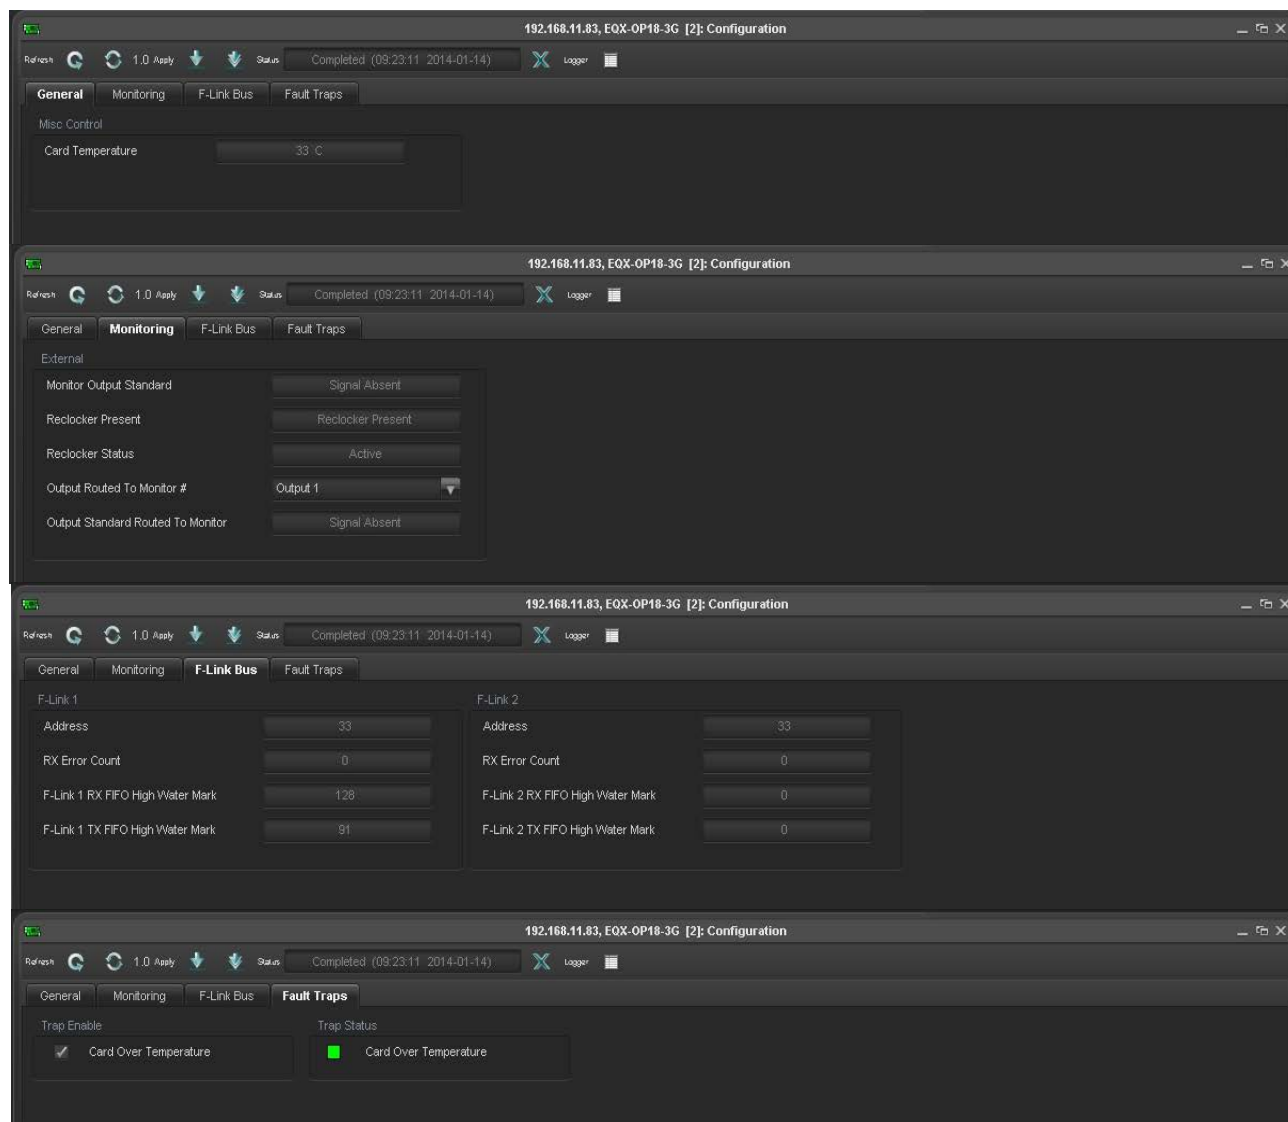 192.168.11.83, EQX-OP18-3G [2]: Configuration
Refresh 1.0 Apply Status Completed (09:23:11 2014-01-14) Logger
General Monitoring F-Link Bus Fault Traps
Misc Control
Card Temperature 33 `C
192.168.11.83, EQX-OP18-3G [2]: Configuration
Refresh 1.0 Apply Status Completed (09:23:11 2014-01-14) Logger
General Monitoring F-Link Bus Fault Traps
External
Monitor Output Standard Signal Absent
Reclocker Present Reclocker Present
Reclocker Status Active
Output Routed To Monitor # Output 1
Output Standard Routed To Monitor Signal Absent
192.168.11.83, EQX-OP18-3G [2]: Configuration
Refresh 1.0 Apply Status Completed (09:23:11 2014-01-14) Logger
General Monitoring F-Link Bus Fault Traps
F-Link 1 F-Link 2
Address 33 Address 33
RX Error Count 0 RX Error Count 0
F-Link 1 RX FIFO High Water Mark 128 F-Link 2 RX FIFO High Water Mark 0
F-Link 1 TX FIFO High Water Mark 91 F-Link 2 TX FIFO High Water Mark 0
192.168.11.83, EQX-OP18-3G [2]: Configuration
Refresh 1.0 Apply Status Completed (09:23:11 2014-01-14) Logger
General Monitoring F-Link Bus Fault Traps
Trap Enable Trap Status
Card Over Temperature Card Over Temperature